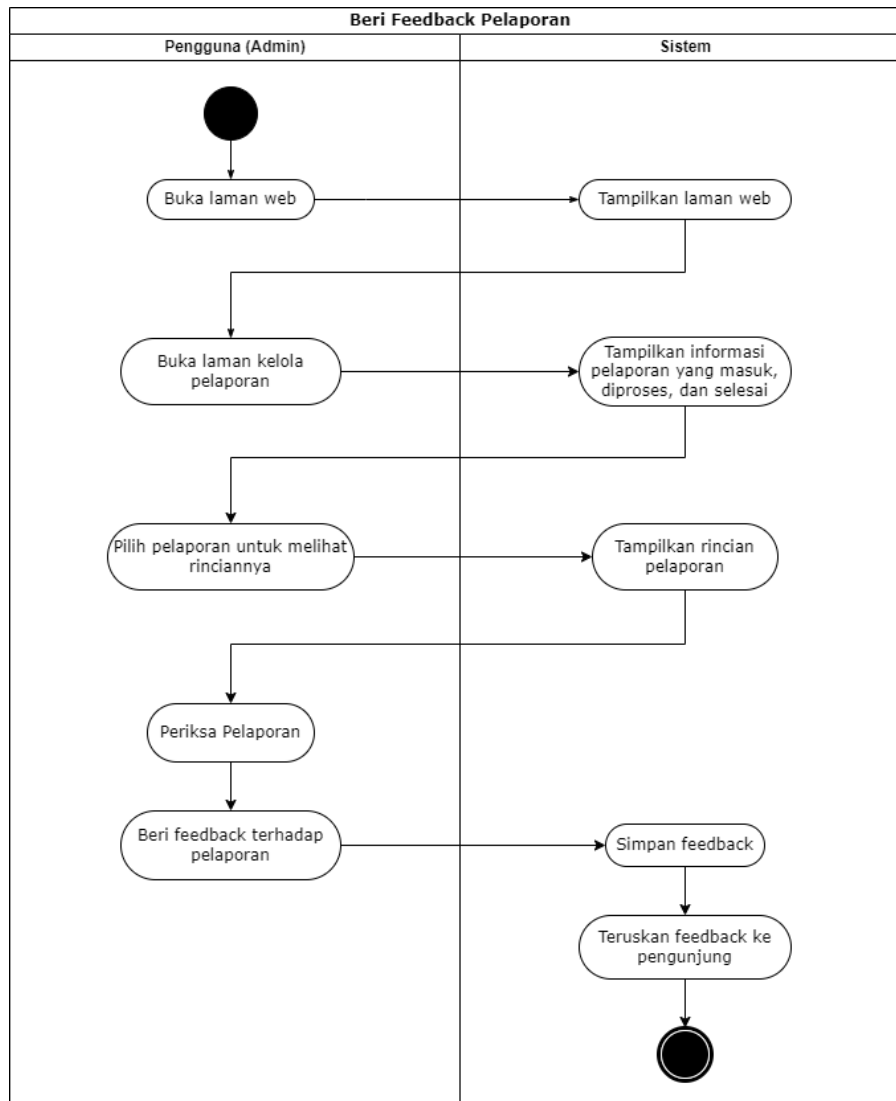 Beri Feedback Pelaporan
Pengguna (Admin)
Sistem
Buka laman web
Tampilkan laman web
Buka laman kelola
pelaporan
Tampilkan informasi
pelaporan yang masuk,
diproses, dan selesai
Pilih pelaporan untuk melihat
rinciannya
Tampilkan rincian
pelaporan
Periksa Pelaporan
Beri feedback terhadap
pelaporan
Simpan feedback
Teruskan feedback ke
pengunjung